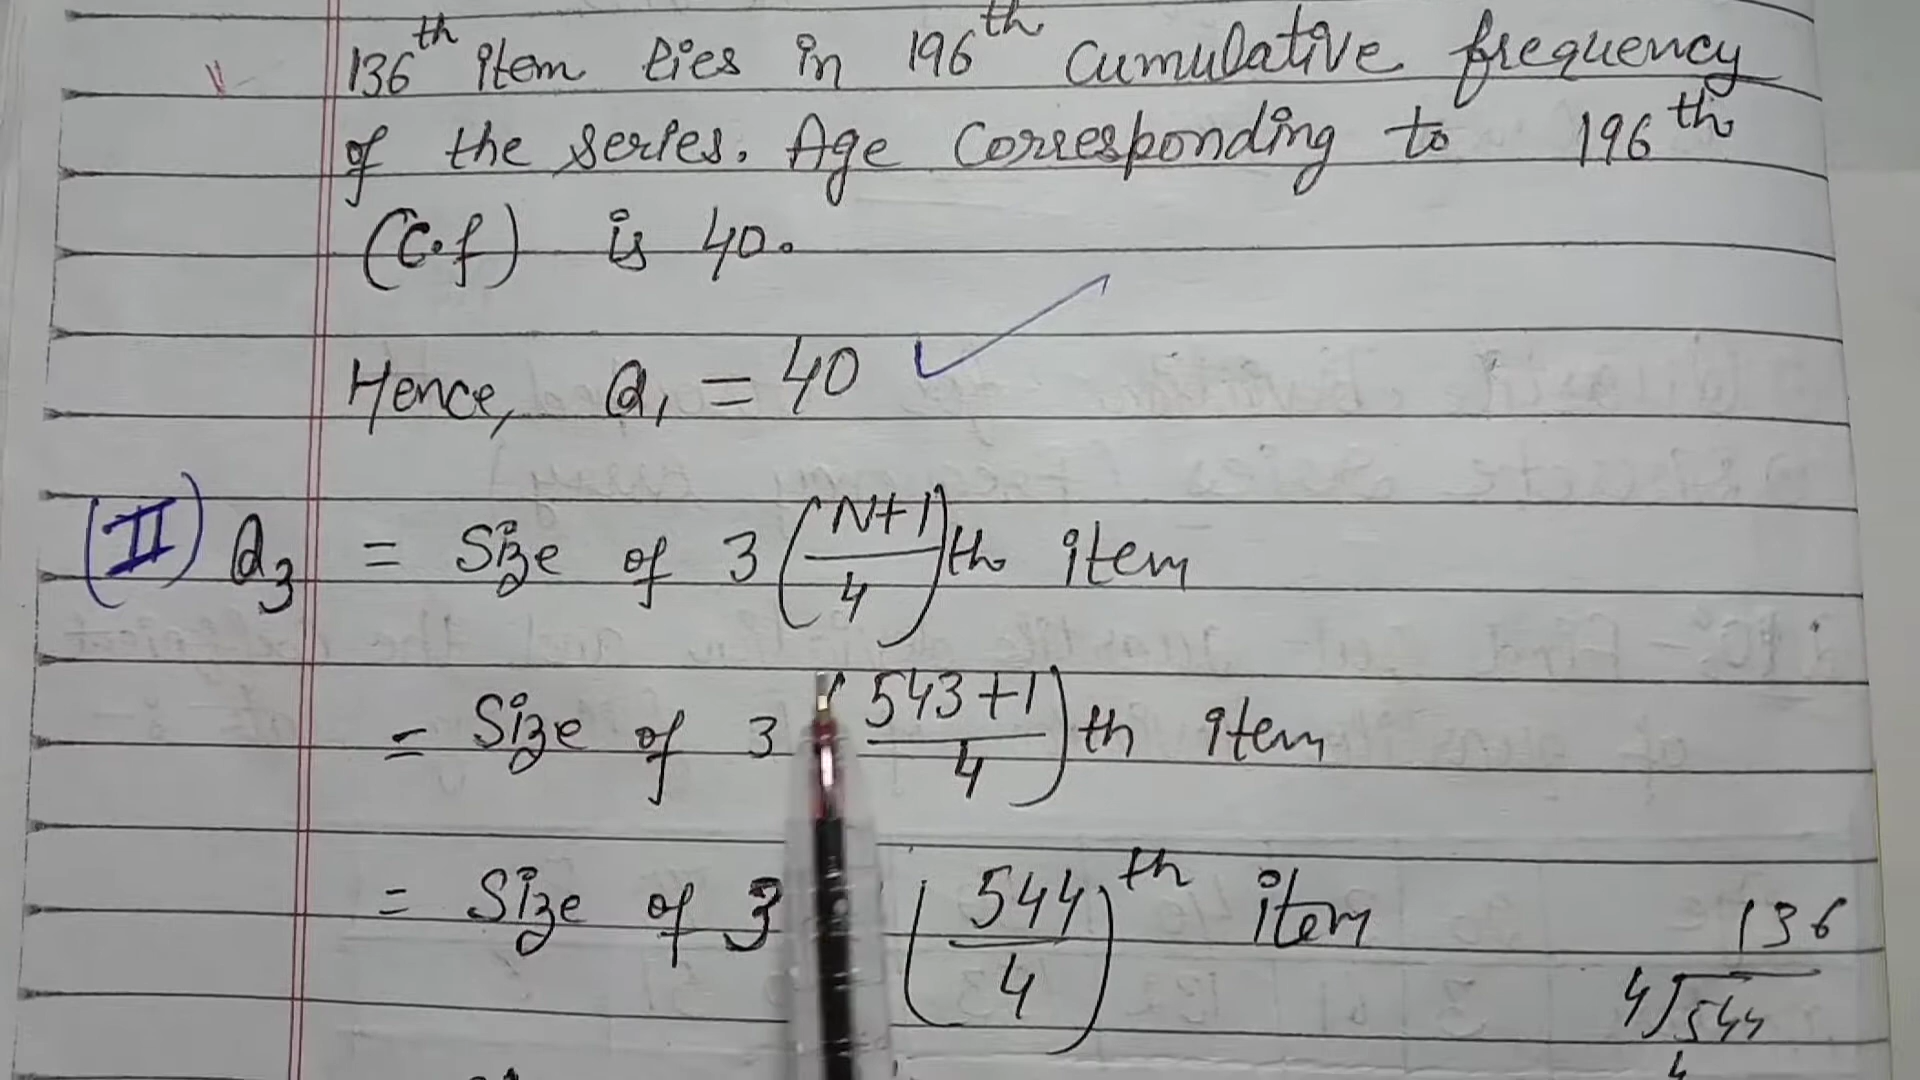 136th item lies in 196th Cumulative frequency
of the series. Age Corresponding to 196th
(C.f) is 40.
Hence, Q₁ = 40
(II) Q₃ = Size of 3 (N+1/4)th item
= Size of 3 (543+1/4)th item
= Size of 3 (544/4)th item
136
4√544
4